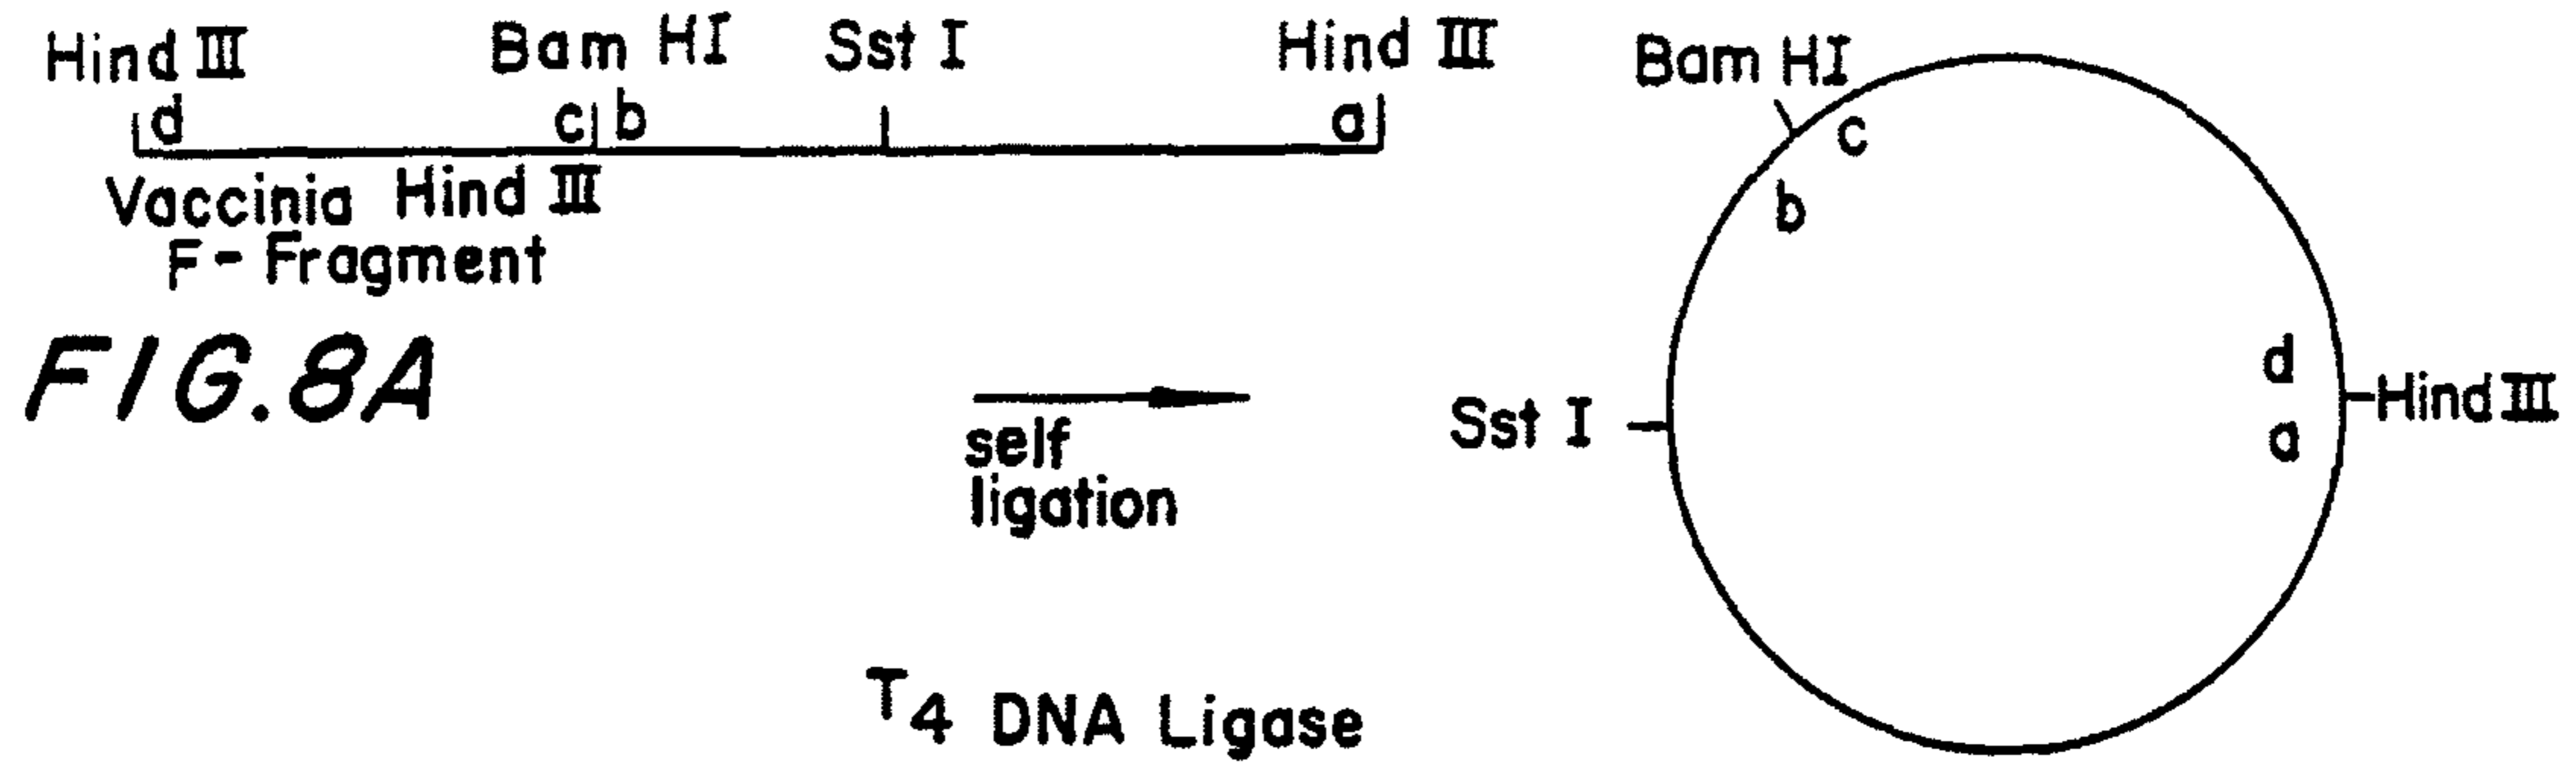 Hind III
Bam HI
Sst I
Hind III
d
c
b
a
Vaccinia Hind III
F-Fragment
FIG.8A
self
ligation
T4 DNA Ligase
Bam HI
c
b
Sst I
d
a
Hind III